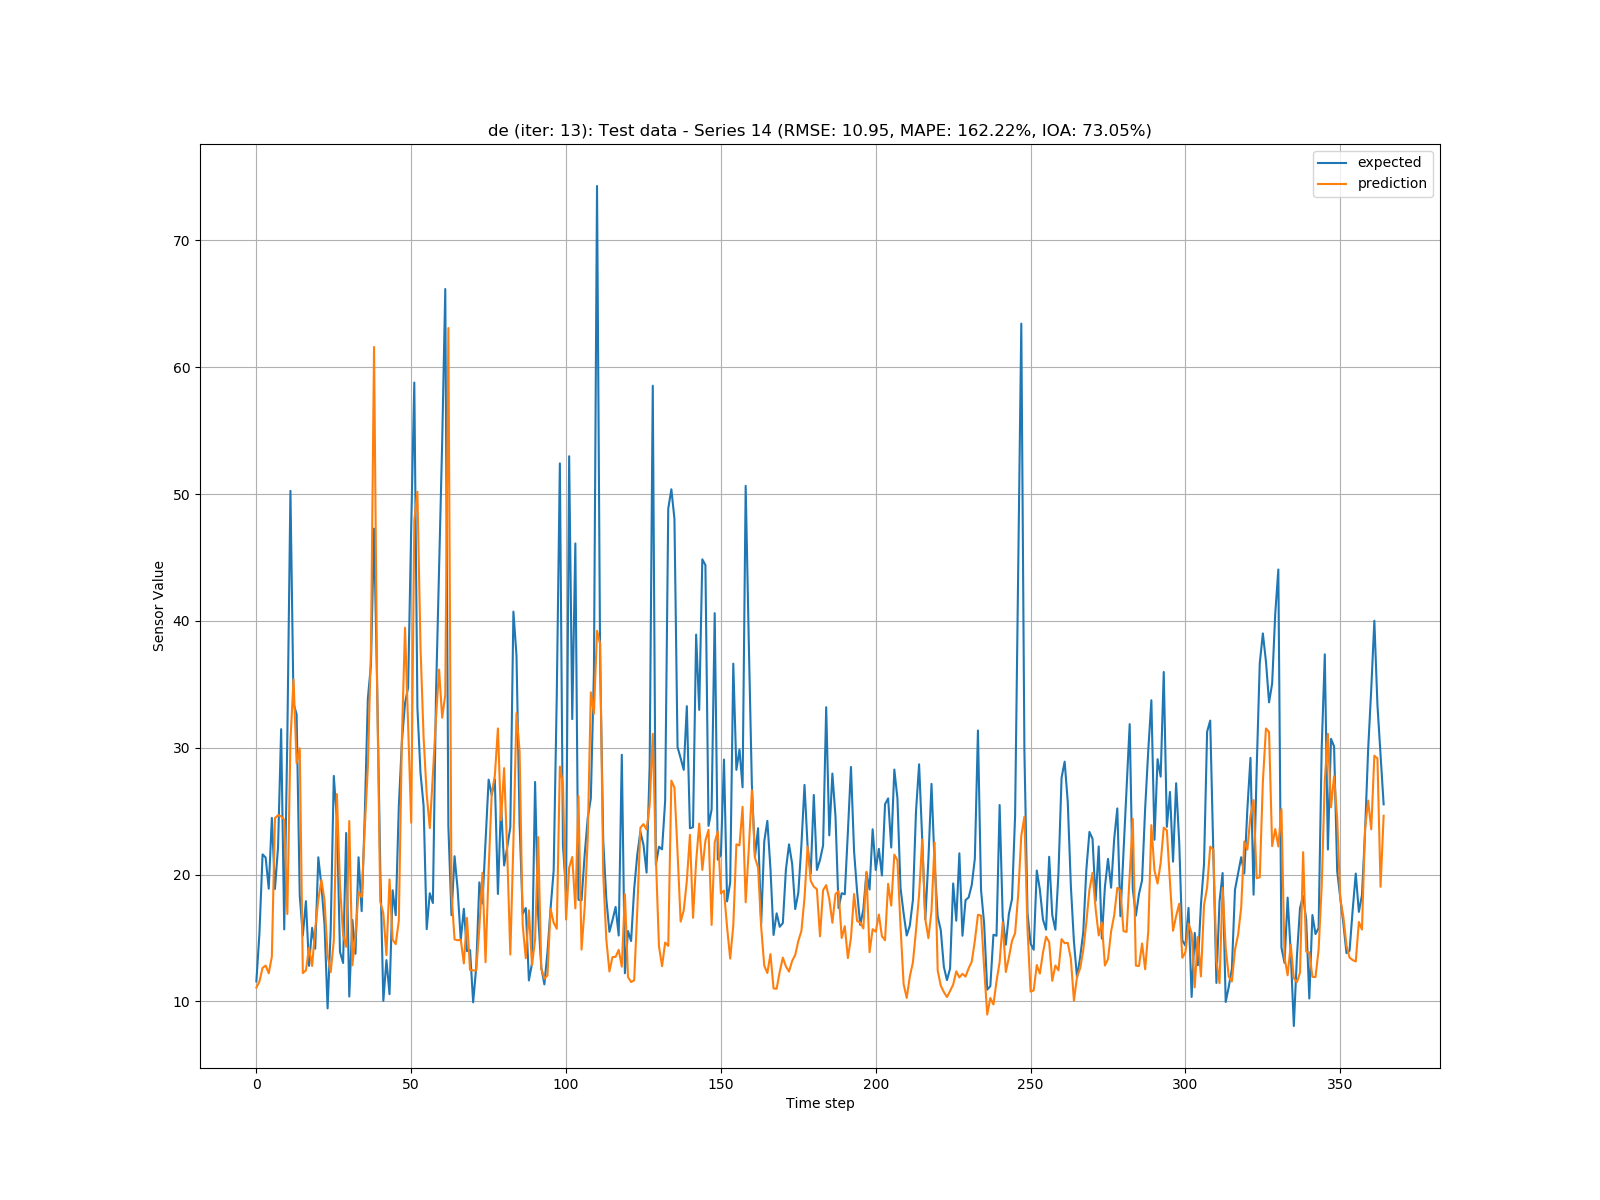 de (iter: 13): Test data - Series 14 (RMSE: 10.95, MAPE: 162.22%, IOA: 73.05%)
expected
prediction
70
60
50
40
30
20
10
Sensor Value
0 50 100 150 200 250 300 350
Time step